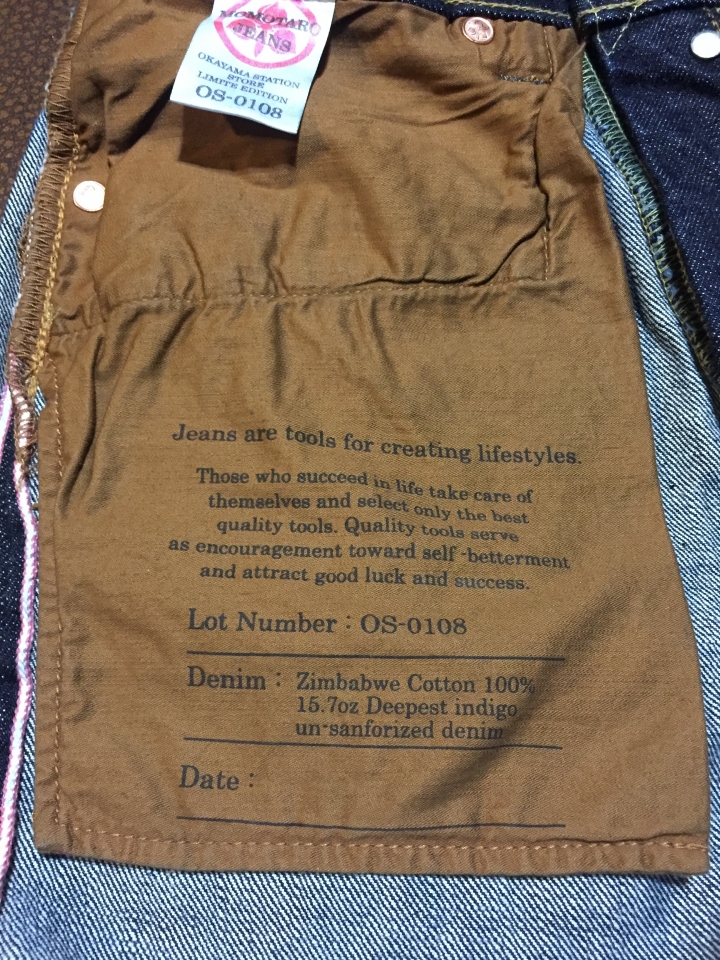 MOMOTARO
JEANS
OKAYAMA STATION
STORE
LIMITE EDITION
OS-0108
Jeans are tools for creating lifestyles.
Those who succeed in life take care of
themselves and select only the best
quality tools. Quality tools serve
as encouragement toward self-betterment
and attract good luck and success.
Lot Number : OS-0108
Denim : Zimbabwe Cotton 100%
15.7oz Deepest indigo
un-sanforized denim
Date :